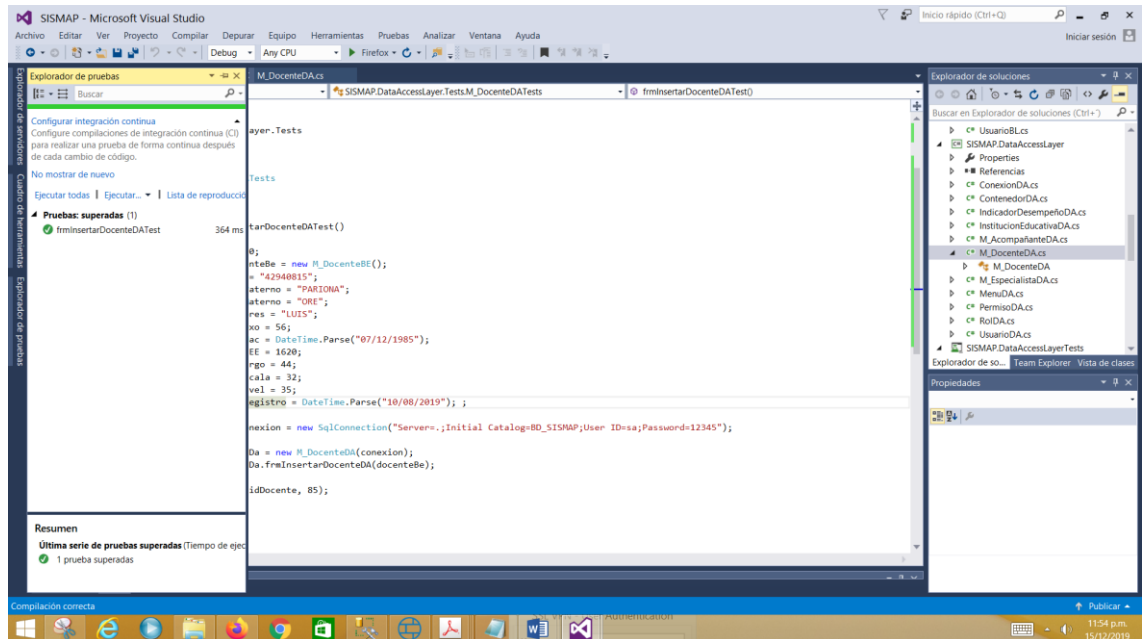 SISMAP - Microsoft Visual Studio
Inicio rápido (Ctrl+Q)
Archivo Editar Ver Proyecto Compilar Depurar Equipo Herramientas Pruebas Analizar Ventana Ayuda
Iniciar sesión
Debug Any CPU Firefox
Explorador de servidores
Cuadro de herramientas
Explorador de pruebas
Explorador de pruebas
Buscar
Configurar integración continua
Configure compilaciones de integración continua (CI)
para realizar una prueba de forma continua después
de cada cambio de código.
No mostrar de nuevo
Ejecutar todas | Ejecutar... | Lista de reproducció
Pruebas: superadas (1)
frmInsertarDocenteDATest 364 ms
Resumen
Última serie de pruebas superadas (Tiempo de ejec
1 prueba superadas
M_DocenteDA.cs
SISMAP.DataAccessLayer.Tests.M_DocenteDATests
frmInsertarDocenteDATest()
ayer.Tests
Tests
tarDocenteDATest()
0;
nteBe = new M_DocenteBE();
= "42940815";
aterno = "PARIONA";
aterno = "ORE";
res = "LUIS";
xo = 56;
ac = DateTime.Parse("07/12/1985");
EE = 1620;
rgo = 44;
cala = 32;
vel = 35;
egistro = DateTime.Parse("10/08/2019"); ;
nexion = new SqlConnection("Server=.;Initial Catalog=BD_SISMAP;User ID=sa;Password=12345");
Da = new M_DocenteDA(conexion);
Da.frmInsertarDocenteDA(docenteBe);
idDocente, 85);
Explorador de soluciones
Buscar en Explorador de soluciones (Ctrl+´)
C# UsuarioBL.cs
C# SISMAP.DataAccessLayer
Properties
Referencias
C# ConexionDA.cs
C# ContenedorDA.cs
C# IndicadorDesempeñoDA.cs
C# InstitucionEducativaDA.cs
C# M_AcompañanteDA.cs
C# M_DocenteDA.cs
M_DocenteDA
C# M_EspecialistaDA.cs
C# MenuDA.cs
C# PermisoDA.cs
C# RolDA.cs
C# UsuarioDA.cs
SISMAP.DataAccessLayerTests
Explorador de so... Team Explorer Vista de clases
Propiedades
Compilación correcta
Publicar
11:54 p.m.
15/12/2019